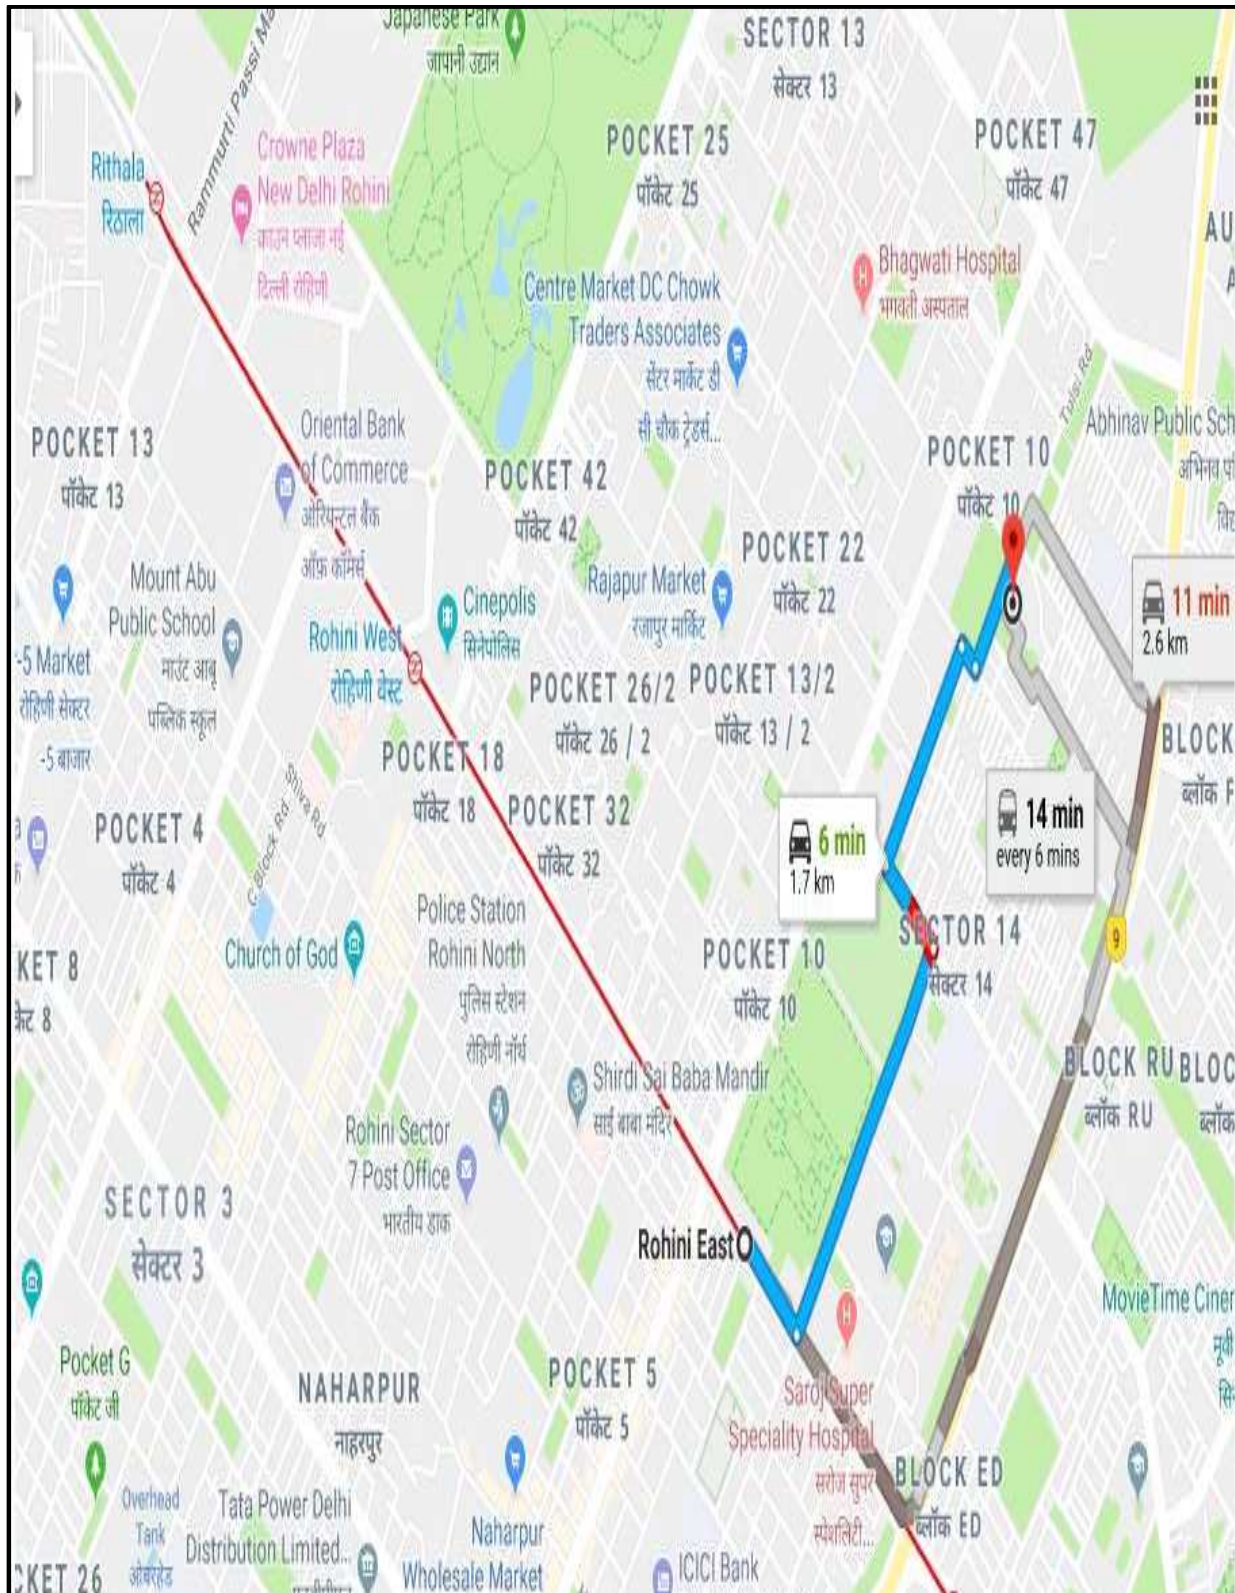 Japanese Park
जापानी उद्यान
SECTOR 13
सेक्टर 13
Rammurti Passi
POCKET 25
पॉकेट 25
POCKET 47
पॉकेट 47
Rithala
रिठाला
Crowne Plaza
New Delhi Rohini
क्राउन प्लाजा नई
दिल्ली रोहिणी
AU
Bhagwati Hospital
भगवती अस्पताल
Centre Market DC Chowk
Traders Associates
सेंटर मार्केट डी
सी चौक ट्रेडर्स...
Tulsi Rd
Abhinav Public Sch
POCKET 13
पॉकेट 13
Oriental Bank
of Commerce
ओरियन्टल बैंक
ऑफ़ कॉमर्स
POCKET 42
पॉकेट 42
POCKET 10
पॉकेट 10
POCKET 22
पॉकेट 22
Rajapur Market
रजापुर मार्किट
Mount Abu
Public School
माउंट आबू
पब्लिक स्कूल
Cinepolis
सिनेपोलिस
11 min
2.6 km
-5 Market
रोहिणी सेक्टर
-5 बाजार
Rohini West
रोहिणी वेस्ट
POCKET 26/2
पॉकेट 26 / 2
POCKET 13/2
पॉकेट 13 / 2
BLOCK
ब्लॉक F
POCKET 18
पॉकेट 18
Shiva Rd
C Block Rd
POCKET 32
पॉकेट 32
POCKET 4
पॉकेट 4
6 min
1.7 km
14 min
every 6 mins
Police Station
Rohini North
पुलिस स्टेशन
रोहिणी नॉर्थ
Church of God
SECTOR 14
सेक्टर 14
9
POCKET 10
पॉकेट 10
KET 8
केट 8
BLOCK RU
ब्लॉक RU
BLOC
ब्लॉक
Shirdi Sai Baba Mandir
साई बाबा मंदिर
Rohini Sector
7 Post Office
भारतीय डाक
SECTOR 3
सेक्टर 3
Rohini East
MovieTime Ciner
मूवी
Pocket G
पॉकेट जी
NAHARPUR
नाहरपुर
POCKET 5
पॉकेट 5
Saroj Super
Speciality Hospital
सरोज सुपर
स्पेशलिटी...
BLOCK ED
ब्लॉक ED
Overhead
Tank
ओवरहेड
Tata Power Delhi
Distribution Limited...
Naharpur
Wholesale Market
ICICI Bank
CKET 26